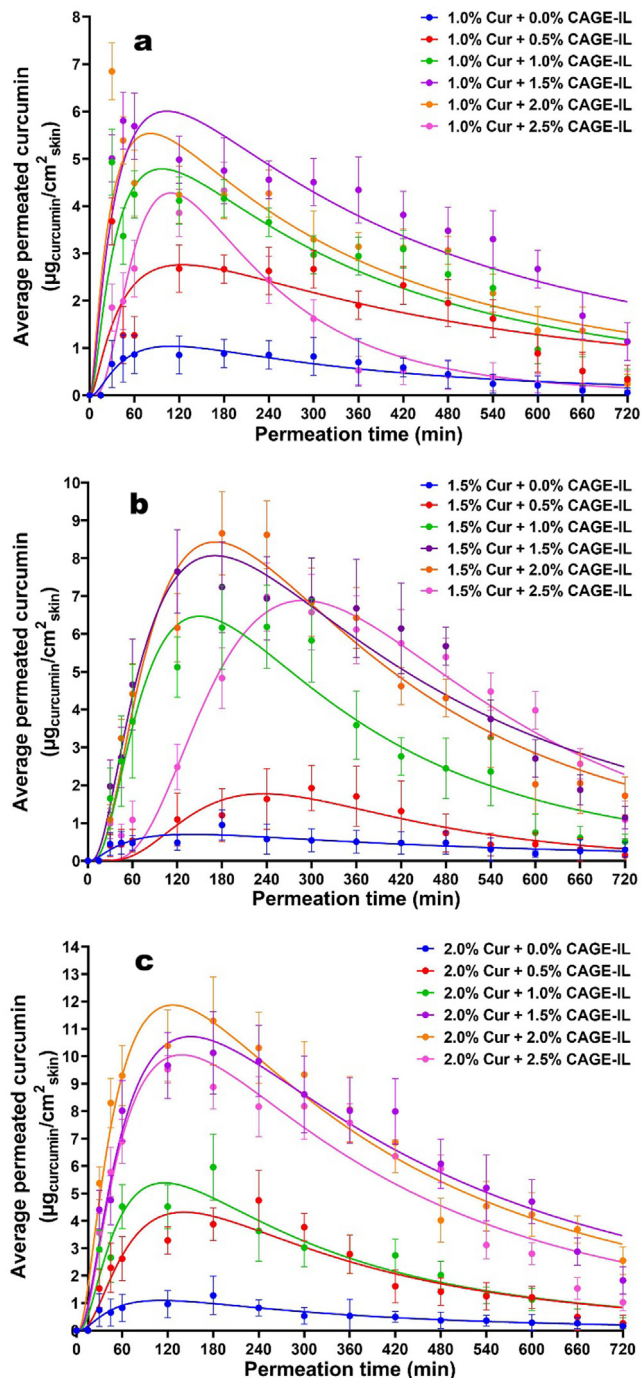 a
1.0% Cur + 0.0% CAGE-IL
1.0% Cur + 0.5% CAGE-IL
1.0% Cur + 1.0% CAGE-IL
1.0% Cur + 1.5% CAGE-IL
1.0% Cur + 2.0% CAGE-IL
1.0% Cur + 2.5% CAGE-IL
Average permeated curcumin
(µgcurcumin/cm²skin)
8
7
6
5
4
3
2
1
0
0 60 120 180 240 300 360 420 480 540 600 660 720
Permeation time (min)
b
1.5% Cur + 0.0% CAGE-IL
1.5% Cur + 0.5% CAGE-IL
1.5% Cur + 1.0% CAGE-IL
1.5% Cur + 1.5% CAGE-IL
1.5% Cur + 2.0% CAGE-IL
1.5% Cur + 2.5% CAGE-IL
Average permeated curcumin
(µgcurcumin/cm²skin)
10
9
8
7
6
5
4
3
2
1
0
0 60 120 180 240 300 360 420 480 540 600 660 720
Permeation time (min)
c
2.0% Cur + 0.0% CAGE-IL
2.0% Cur + 0.5% CAGE-IL
2.0% Cur + 1.0% CAGE-IL
2.0% Cur + 1.5% CAGE-IL
2.0% Cur + 2.0% CAGE-IL
2.0% Cur + 2.5% CAGE-IL
Average permeated curcumin
(µgcurcumin/cm²skin)
14
13
12
11
10
9
8
7
6
5
4
3
2
1
0
0 60 120 180 240 300 360 420 480 540 600 660 720
Permeation time (min)